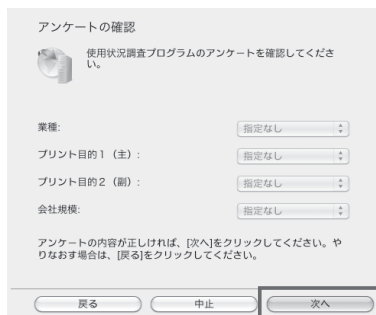 アンケートの確認
使用状況調査プログラムのアンケートを確認してくださ
い。
業種:
指定なし
プリント目的1（主）:
指定なし
プリント目的2（副）:
指定なし
会社規模:
指定なし
アンケートの内容が正しければ、[次へ]をクリックしてください。や
りなおす場合は、[戻る]をクリックしてください。
戻る
中止
次へ